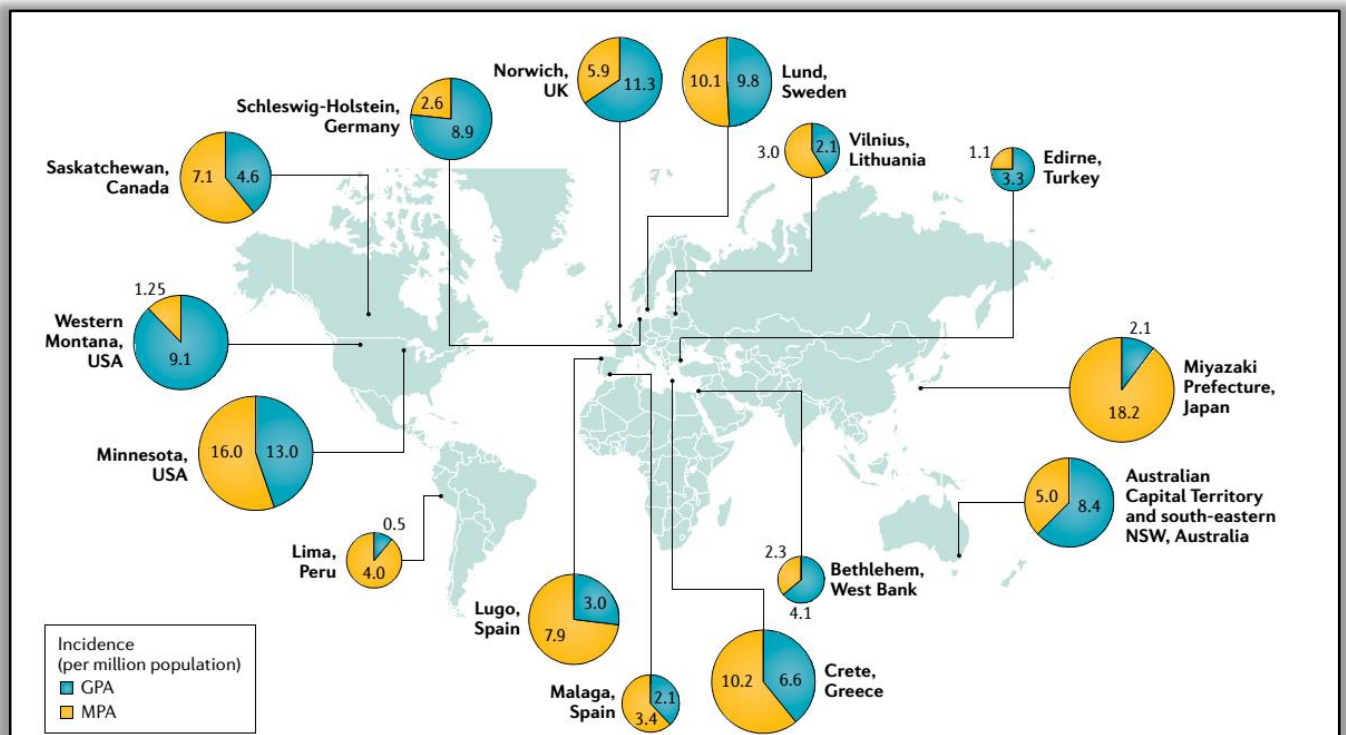 Norwich,
UK
5.9
11.3
10.1
9.8
Lund,
Sweden
Schleswig-Holstein,
Germany
2.6
8.9
3.0
2.1
Vilnius,
Lithuania
1.1
3.3
Edirne,
Turkey
Saskatchewan,
Canada
7.1
4.6
1.25
Western
Montana,
USA
9.1
2.1
18.2
Miyazaki
Prefecture,
Japan
Minnesota,
USA
16.0
13.0
5.0
8.4
Australian
Capital Territory
and south-eastern
NSW, Australia
Lima,
Peru
0.5
4.0
2.3
4.1
Bethlehem,
West Bank
Lugo,
Spain
3.0
7.9
Malaga,
Spain
2.1
3.4
10.2
6.6
Crete,
Greece
Incidence
(per million population)
GPA
MPA